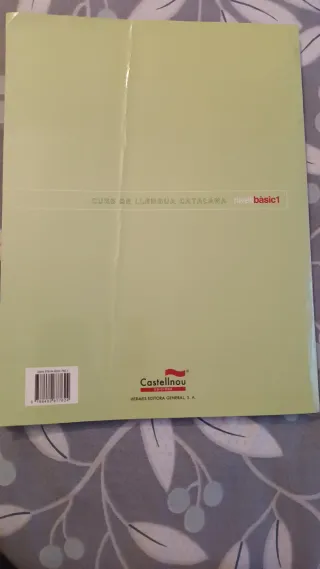 CURS DE LLENGUA CATALANA nivell bàsic1
Castellnou
HERMES EDITORA GENERAL, S. A.